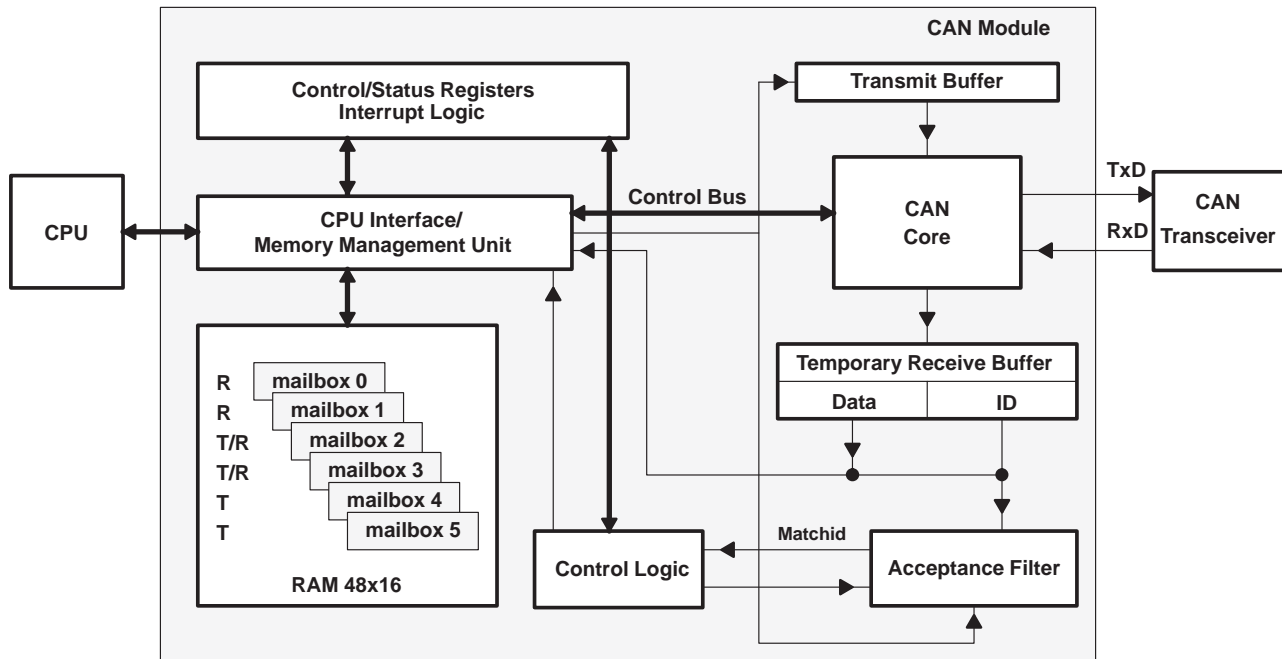 CAN Module
Control/Status Registers
Interrupt Logic
Transmit Buffer
CPU
CPU Interface/
Memory Management Unit
Control Bus
CAN
Core
TxD
RxD
CAN
Transceiver
R mailbox 0
R mailbox 1
T/R mailbox 2
T/R mailbox 3
T mailbox 4
T mailbox 5
RAM 48x16
Temporary Receive Buffer
Data ID
Control Logic
Matchid
Acceptance Filter